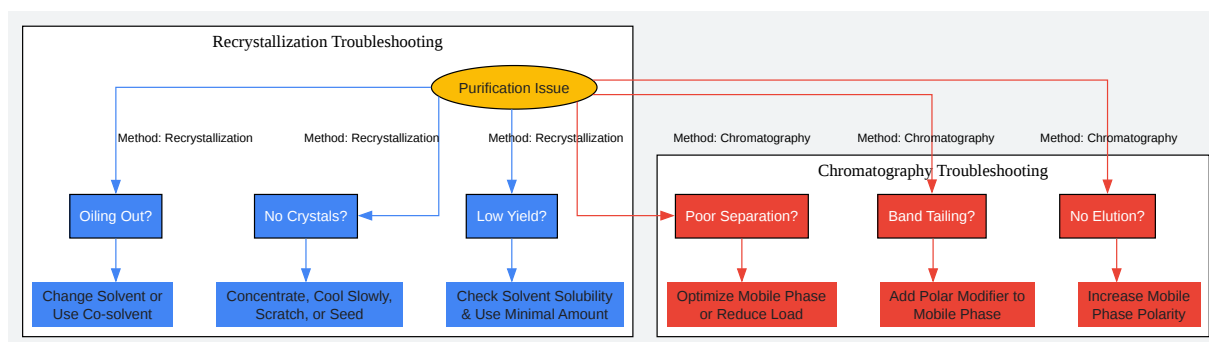 Recrystallization Troubleshooting
Purification Issue
Method: Recrystallization
Method: Recrystallization
Method: Recrystallization
Method: Chromatography
Method: Chromatography
Method: Chromatography
Chromatography Troubleshooting
Oiling Out?
No Crystals?
Low Yield?
Poor Separation?
Band Tailing?
No Elution?
Change Solvent or
Use Co-solvent
Concentrate, Cool Slowly,
Scratch, or Seed
Check Solvent Solubility
& Use Minimal Amount
Optimize Mobile Phase
or Reduce Load
Add Polar Modifier to
Mobile Phase
Increase Mobile
Phase Polarity